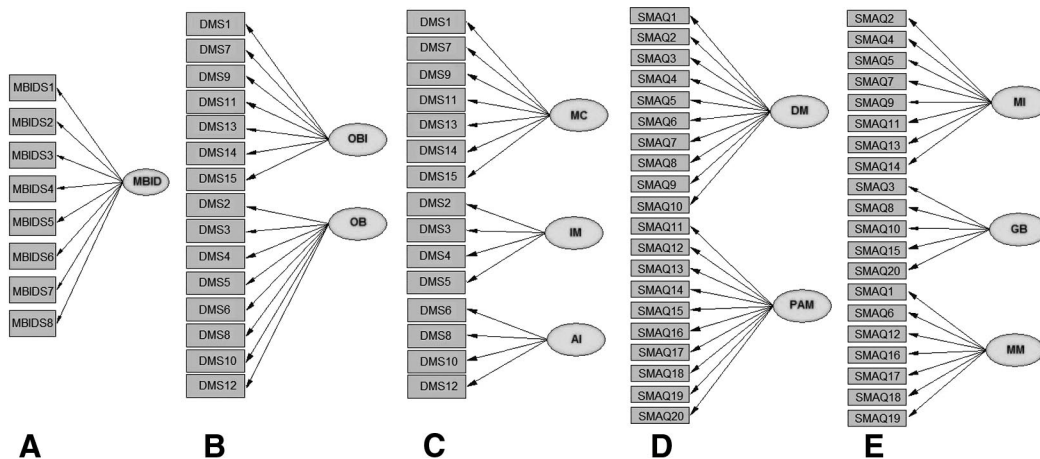 MBIDS1
MBIDS2
MBIDS3
MBIDS4
MBIDS5
MBIDS6
MBIDS7
MBIDS8
MBID
A
DMS1
DMS7
DMS9
DMS11
DMS13
DMS14
DMS15
DMS2
DMS3
DMS4
DMS5
DMS6
DMS8
DMS10
DMS12
OBI
OB
B
DMS1
DMS7
DMS9
DMS11
DMS13
DMS14
DMS15
DMS2
DMS3
DMS4
DMS5
DMS6
DMS8
DMS10
DMS12
MC
IM
AI
C
SMAQ1
SMAQ2
SMAQ3
SMAQ4
SMAQ5
SMAQ6
SMAQ7
SMAQ8
SMAQ9
SMAQ10
SMAQ11
SMAQ12
SMAQ13
SMAQ14
SMAQ15
SMAQ16
SMAQ17
SMAQ18
SMAQ19
SMAQ20
DM
PAM
D
SMAQ2
SMAQ4
SMAQ5
SMAQ7
SMAQ9
SMAQ11
SMAQ13
SMAQ14
SMAQ3
SMAQ8
SMAQ10
SMAQ15
SMAQ20
SMAQ1
SMAQ6
SMAQ12
SMAQ16
SMAQ17
SMAQ18
SMAQ19
MI
GB
MM
E